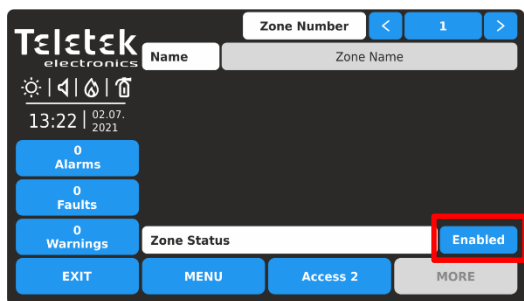 Teletek
electronics
Zone Number < 1 >
Name Zone Name
13:22 02.07.
2021
0
Alarms
0
Faults
0
Warnings
Zone Status Enabled
EXIT MENU Access 2 MORE